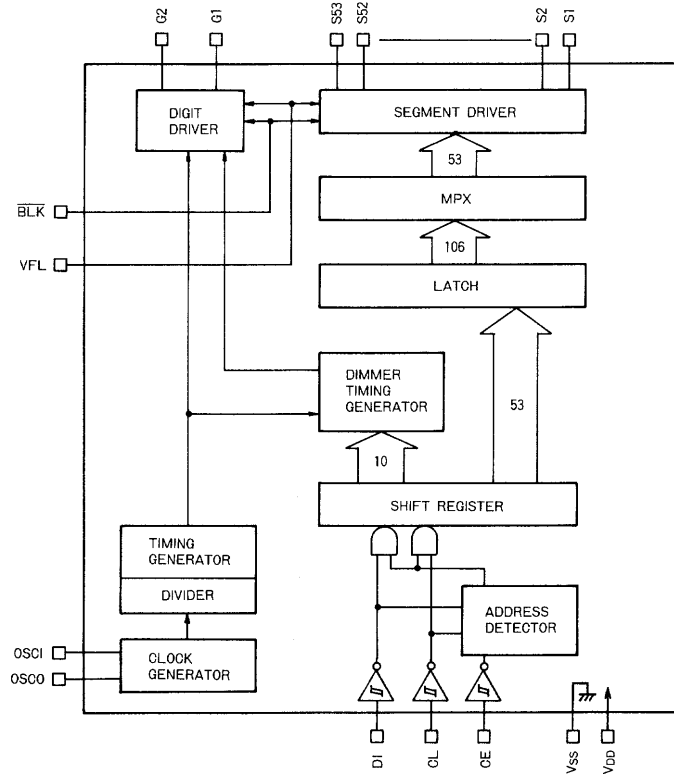 G2
G1
S53
S52
S2
S1
DIGIT
DRIVER
SEGMENT DRIVER
53
MPX
BLK
106
VFL
LATCH
DIMMER
TIMING
GENERATOR
53
10
SHIFT REGISTER
TIMING
GENERATOR
DIVIDER
ADDRESS
DETECTOR
OSCI
OSCO
CLOCK
GENERATOR
DI
CL
CE
VSS
VDD